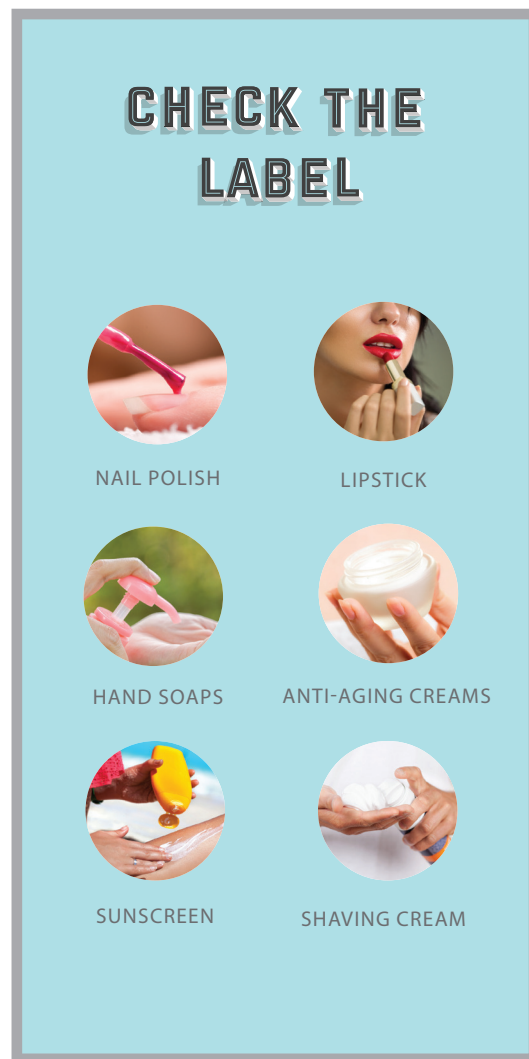 CHECK THE
LABEL
NAIL POLISH
LIPSTICK
HAND SOAPS
ANTI-AGING CREAMS
SUNSCREEN
SHAVING CREAM